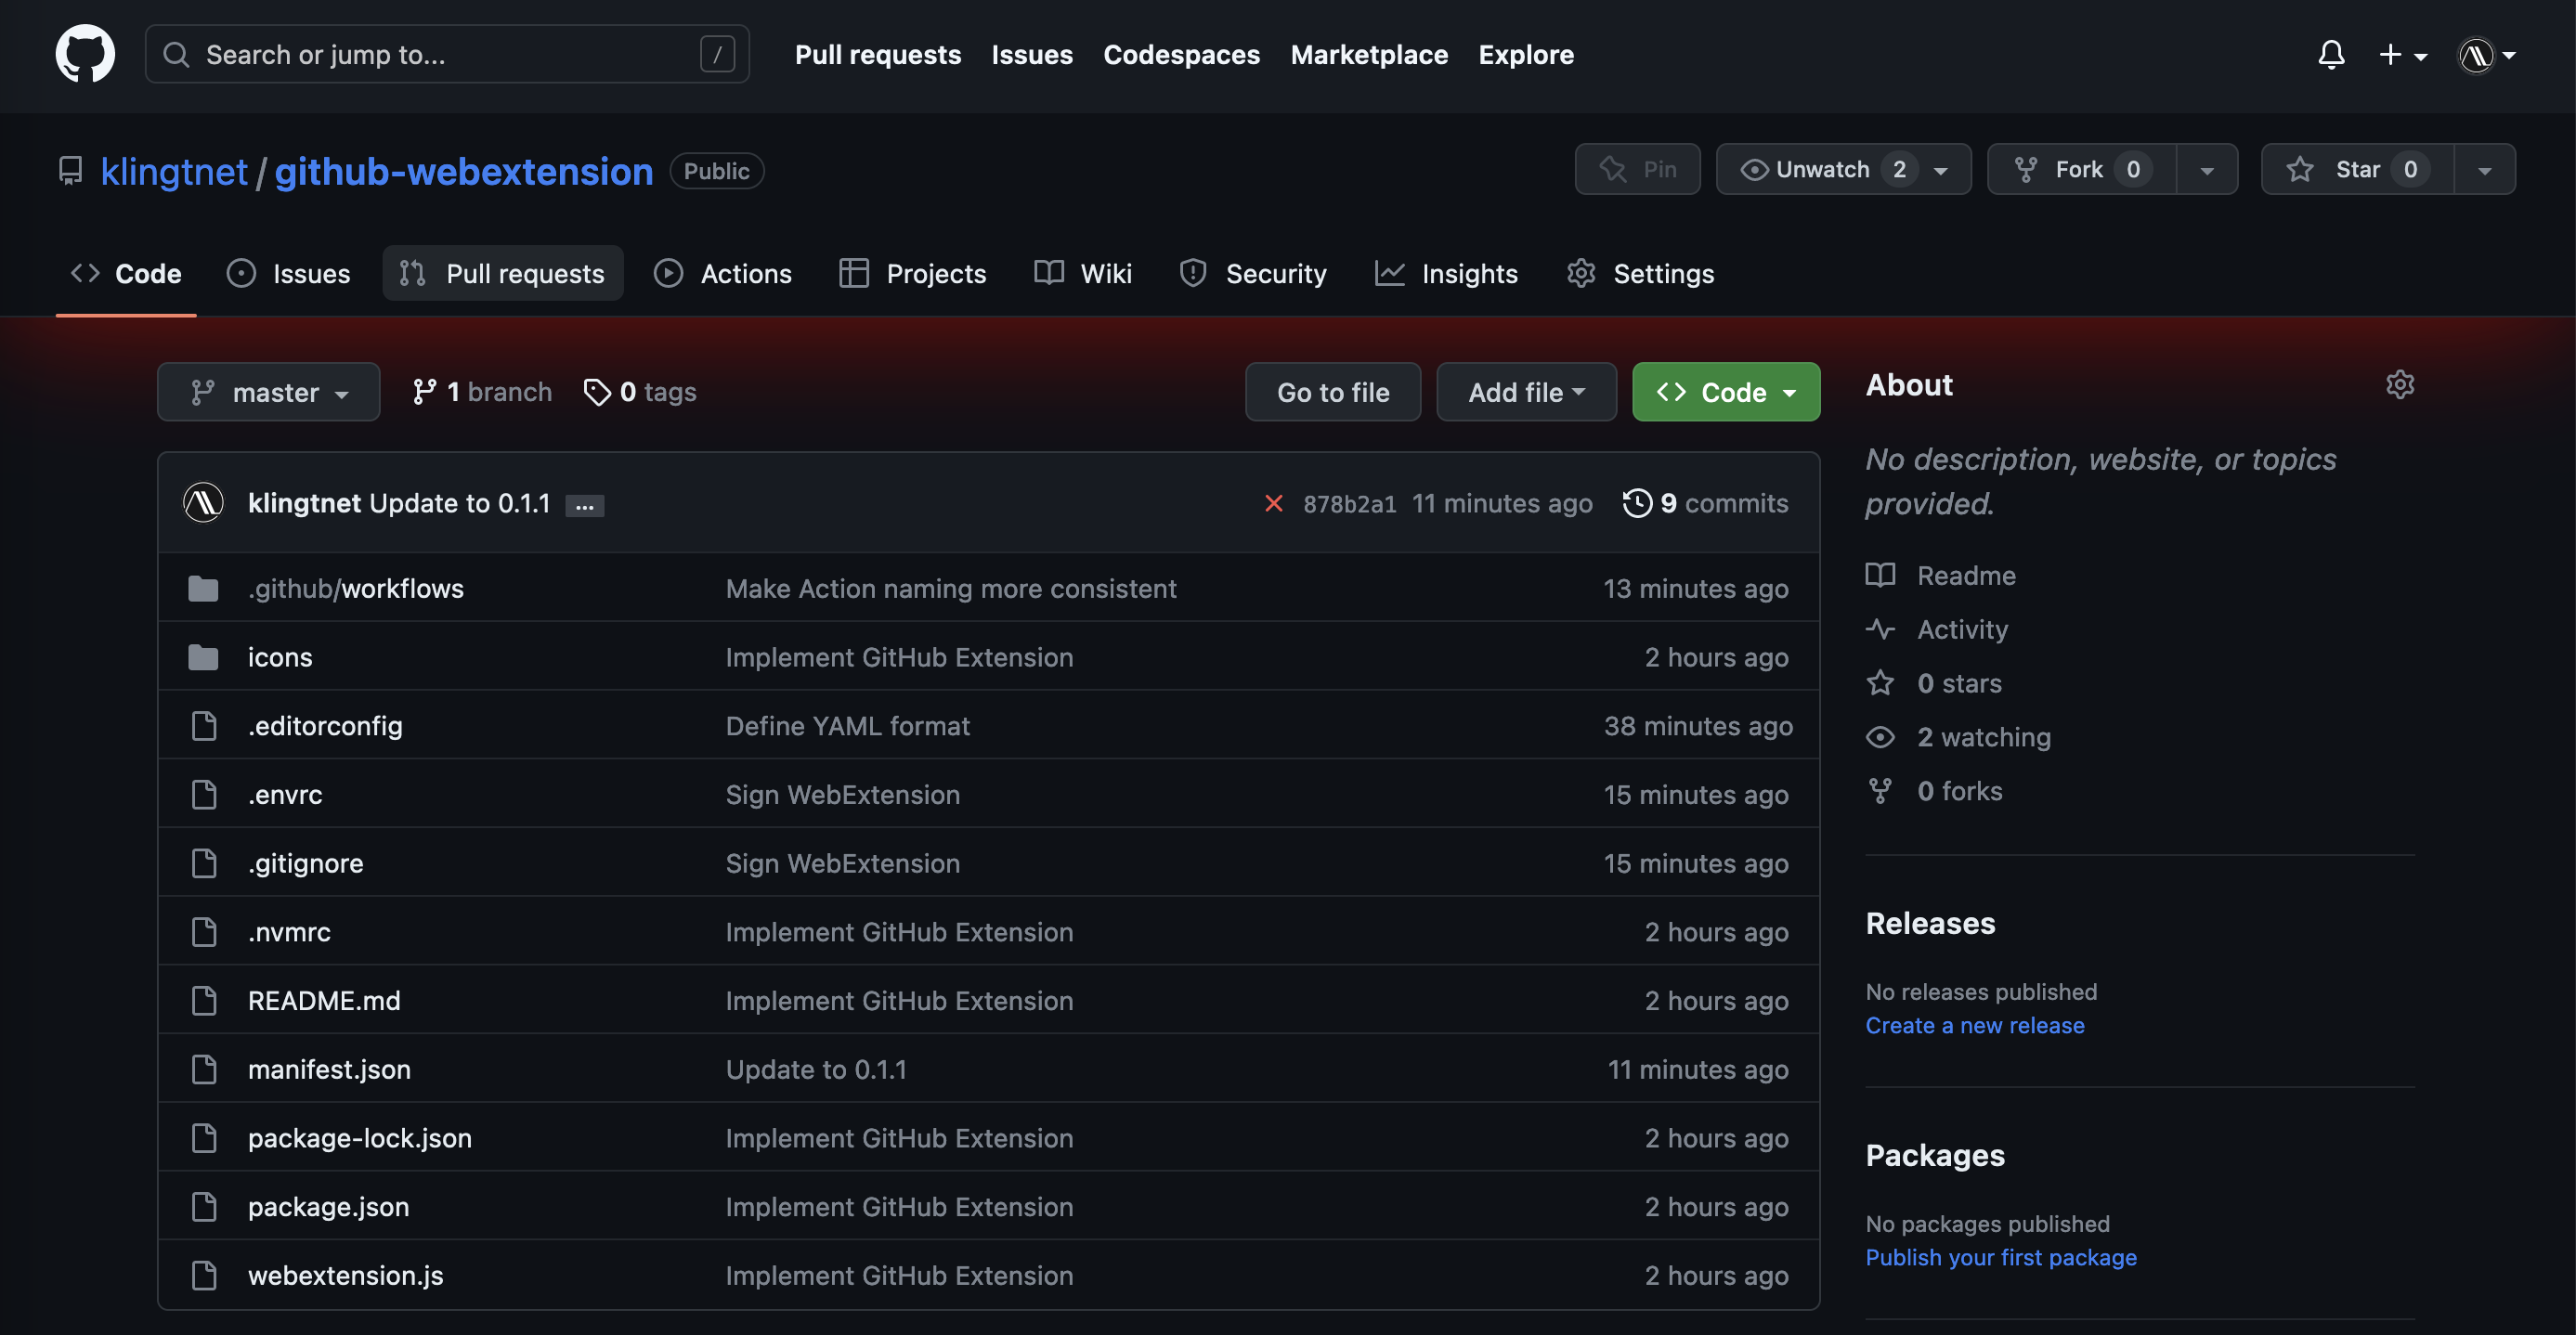 Search or jump to... /
Pull requests Issues Codespaces Marketplace Explore
klingtnet / github-webextension Public
Pin Unwatch 2 Fork 0 Star 0
Code Issues Pull requests Actions Projects Wiki Security Insights Settings
master 1 branch 0 tags Go to file Add file Code
klingtnet Update to 0.1.1 ... 878b2a1 11 minutes ago 9 commits
.github/workflows Make Action naming more consistent 13 minutes ago
icons Implement GitHub Extension 2 hours ago
.editorconfig Define YAML format 38 minutes ago
.envrc Sign WebExtension 15 minutes ago
.gitignore Sign WebExtension 15 minutes ago
.nvmrc Implement GitHub Extension 2 hours ago
README.md Implement GitHub Extension 2 hours ago
manifest.json Update to 0.1.1 11 minutes ago
package-lock.json Implement GitHub Extension 2 hours ago
package.json Implement GitHub Extension 2 hours ago
webextension.js Implement GitHub Extension 2 hours ago
About
No description, website, or topics
provided.
Readme
Activity
0 stars
2 watching
0 forks
Releases
No releases published
Create a new release
Packages
No packages published
Publish your first package